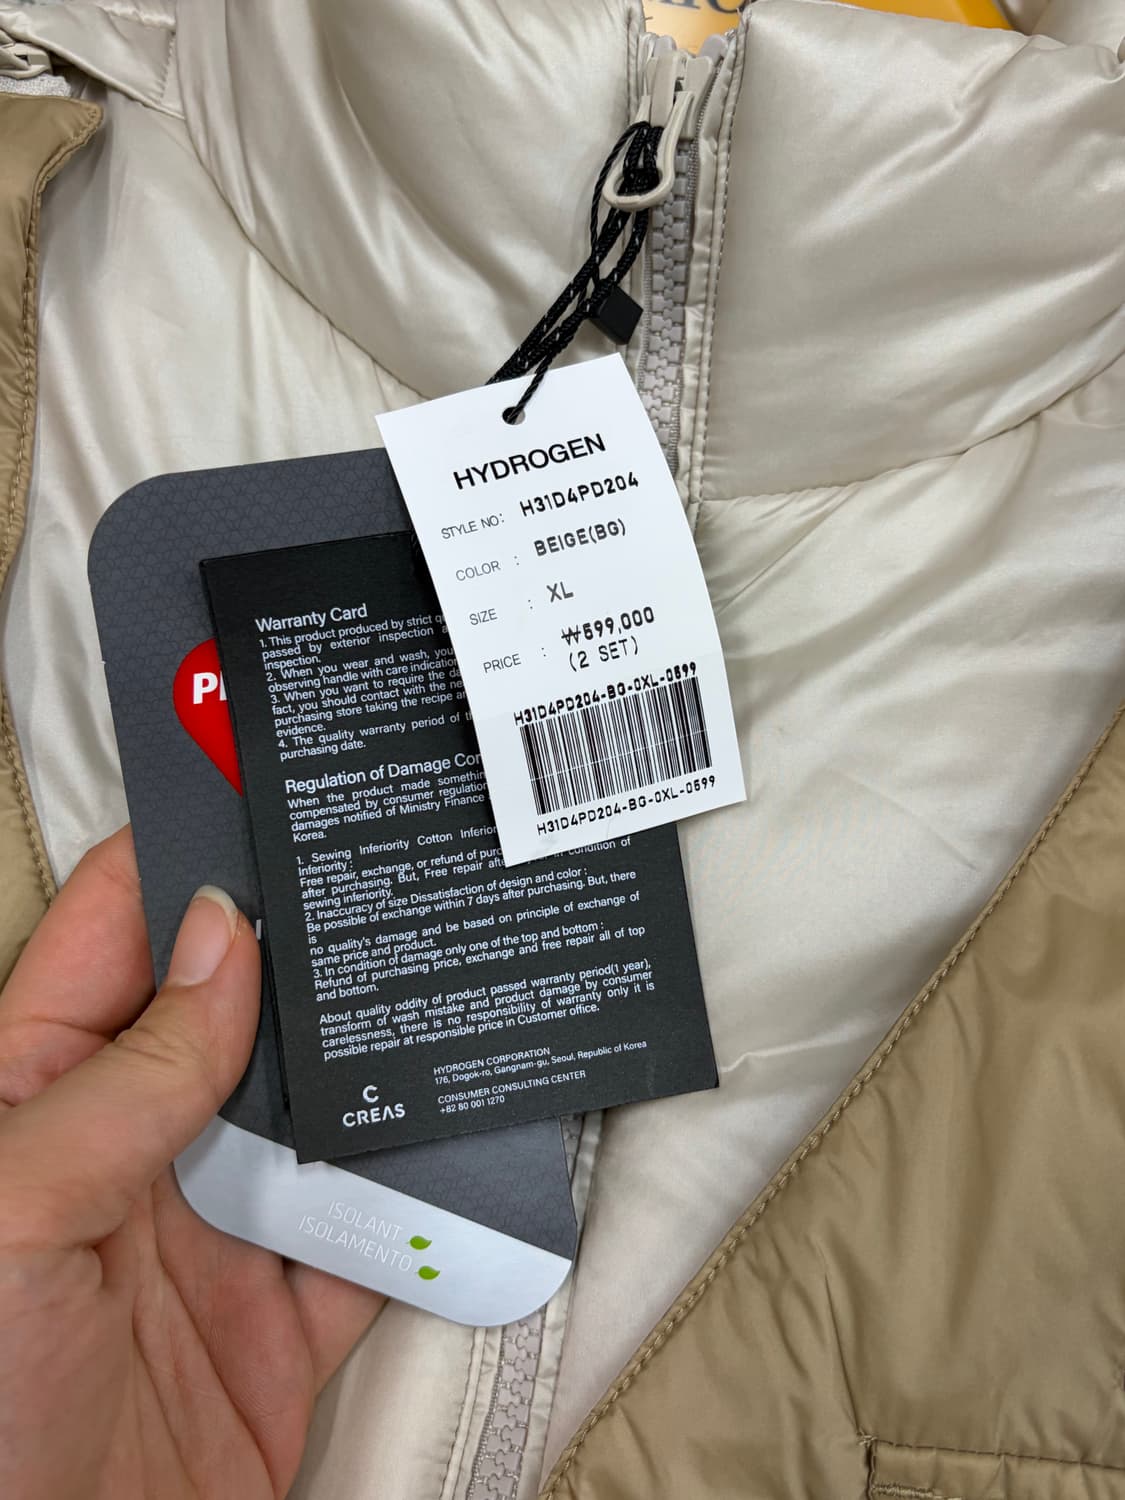 HYDROGEN
STYLE NO: H31D4PD204
COLOR : BEIGE(BG)
SIZE : XL
PRICE : ₩599,000
(2 SET)
H31D4PD204-BG-0XL-0599
H31D4PD204-BG-0XL-0599
Warranty Card
1. This product produced by strict
passed by exterior inspection
inspection.
2. When you wear and wash, you
observing handle with care indication
3. When you want to require the
fact, you should contact with the
purchasing store taking the recipe
evidence.
4. The quality warranty period of
purchasing date.
Regulation of Damage
When the product made
compensated by consumer
damages notified of Ministry Finance
Korea.
1. Sewing Inferiority Cotton
Inferiority :
Free repair, exchange, or refund of
after purchasing. But, Free repair condition of
sewing inferiority.
2. Inaccuracy of size Dissatisfaction of design and color :
Be possible of exchange within 7 days after purchasing. But, there
is
no quality's damage and be based on principle of exchange of
same price and product.
3. In condition of damage only one of the top and bottom :
Refund of purchasing price, exchange and free repair all of top
and bottom.
About quality oddity of product passed warranty period(1 year),
transform of wash mistake and product damage by consumer
carelessness, there is no responsibility of warranty only it is
possible repair at responsible price in Customer office.
C
CREAS
HYDROGEN CORPORATION
176, Dogok-ro, Gangnam-gu, Seoul, Republic of Korea
CONSUMER CONSULTING CENTER
+82 80 001 1270
ISOLANT
ISOLAMENTO